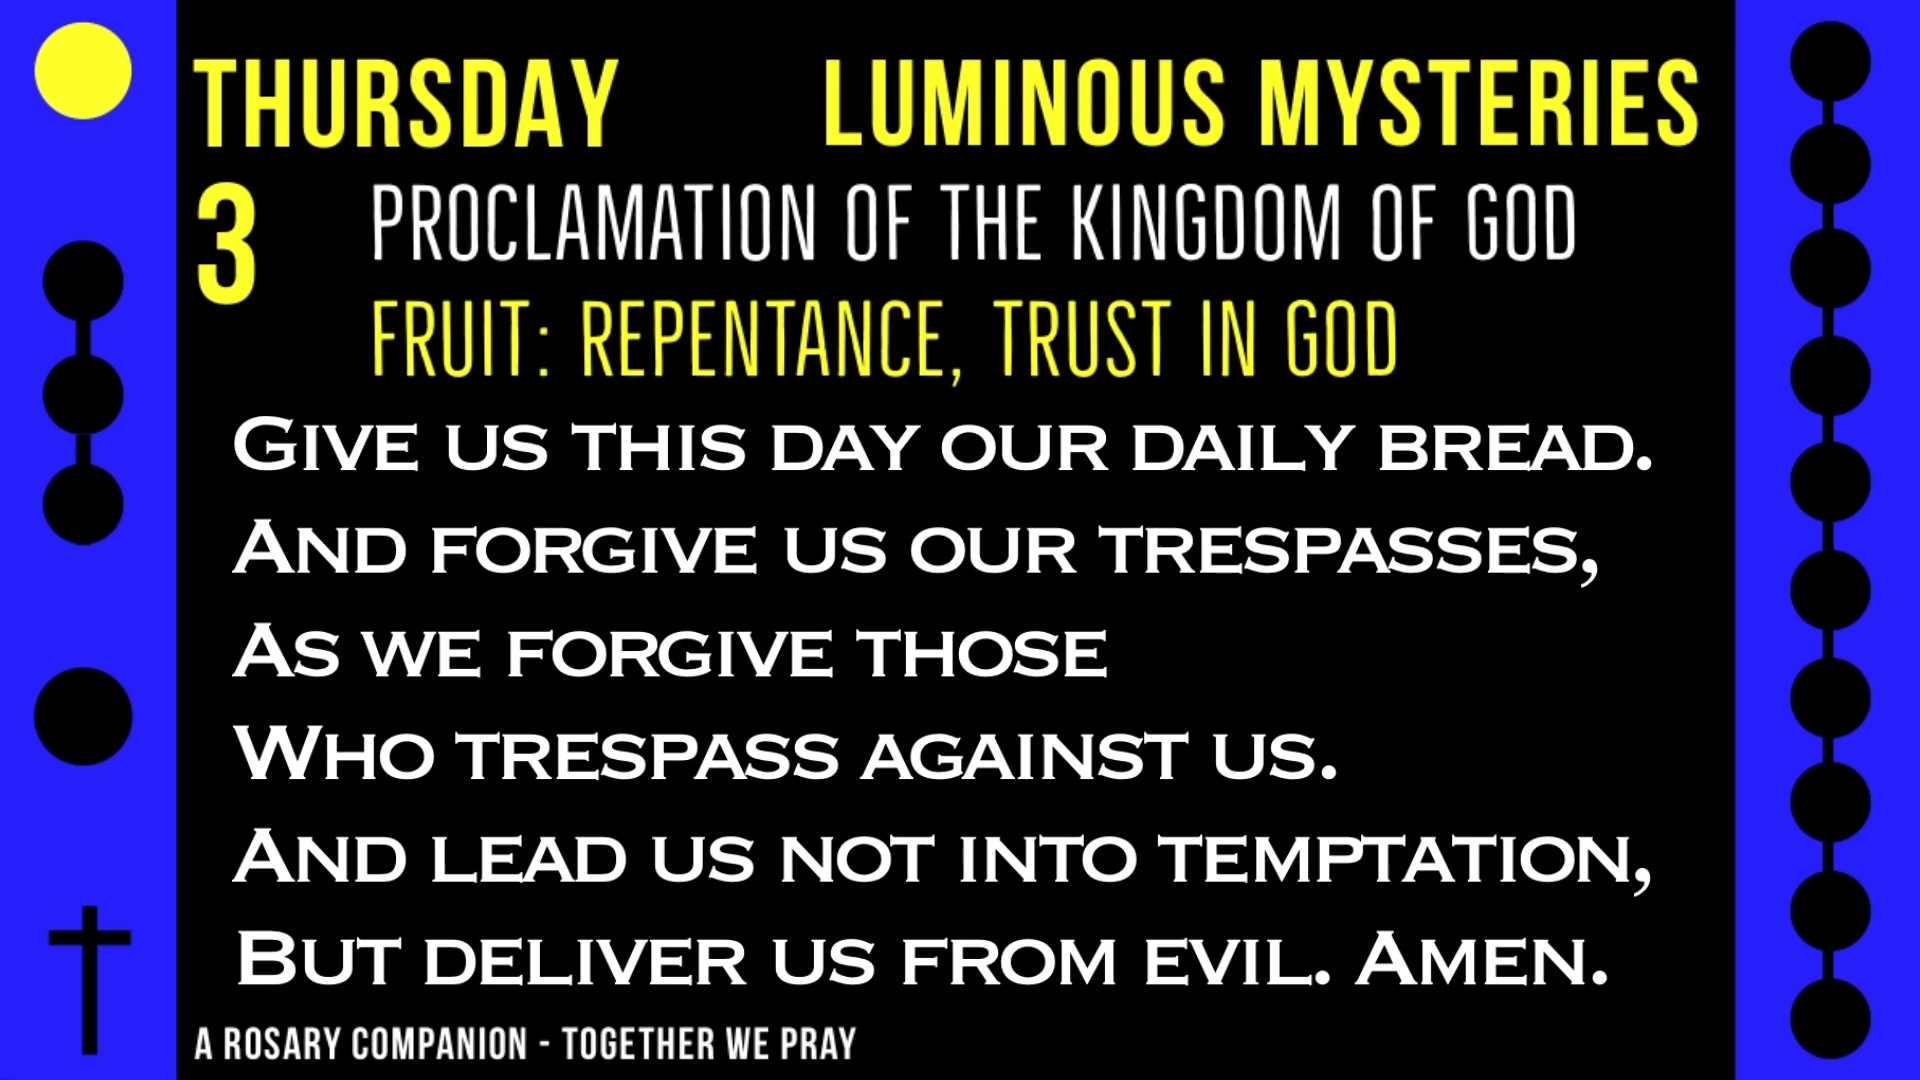 THURSDAY LUMINOUS MYSTERIES
3 PROCLAMATION OF THE KINGDOM OF GOD
FRUIT: REPENTANCE, TRUST IN GOD
GIVE US THIS DAY OUR DAILY BREAD.
AND FORGIVE US OUR TRESPASSES,
AS WE FORGIVE THOSE
WHO TRESPASS AGAINST US.
AND LEAD US NOT INTO TEMPTATION,
BUT DELIVER US FROM EVIL. AMEN.
A ROSARY COMPANION - TOGETHER WE PRAY